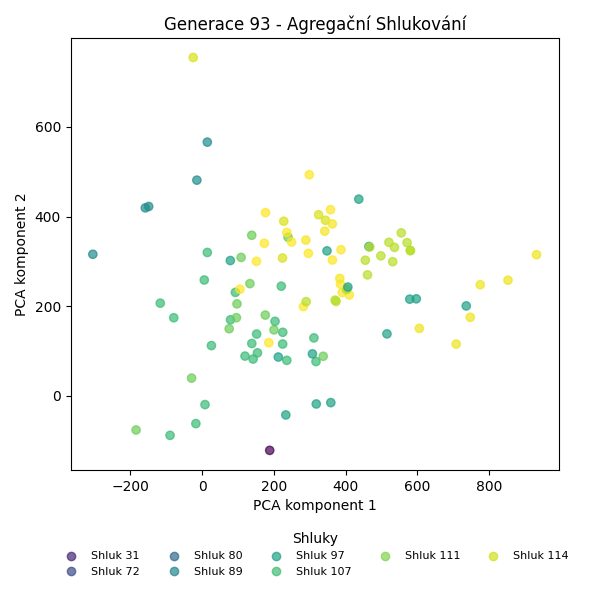 Generace 93 - Agregační Shlukování
PCA komponent 2
600
400
200
0
−200
0
200
400
600
800
PCA komponent 1
Shluky
Shluk 31
Shluk 80
Shluk 97
Shluk 111
Shluk 114
Shluk 72
Shluk 89
Shluk 107